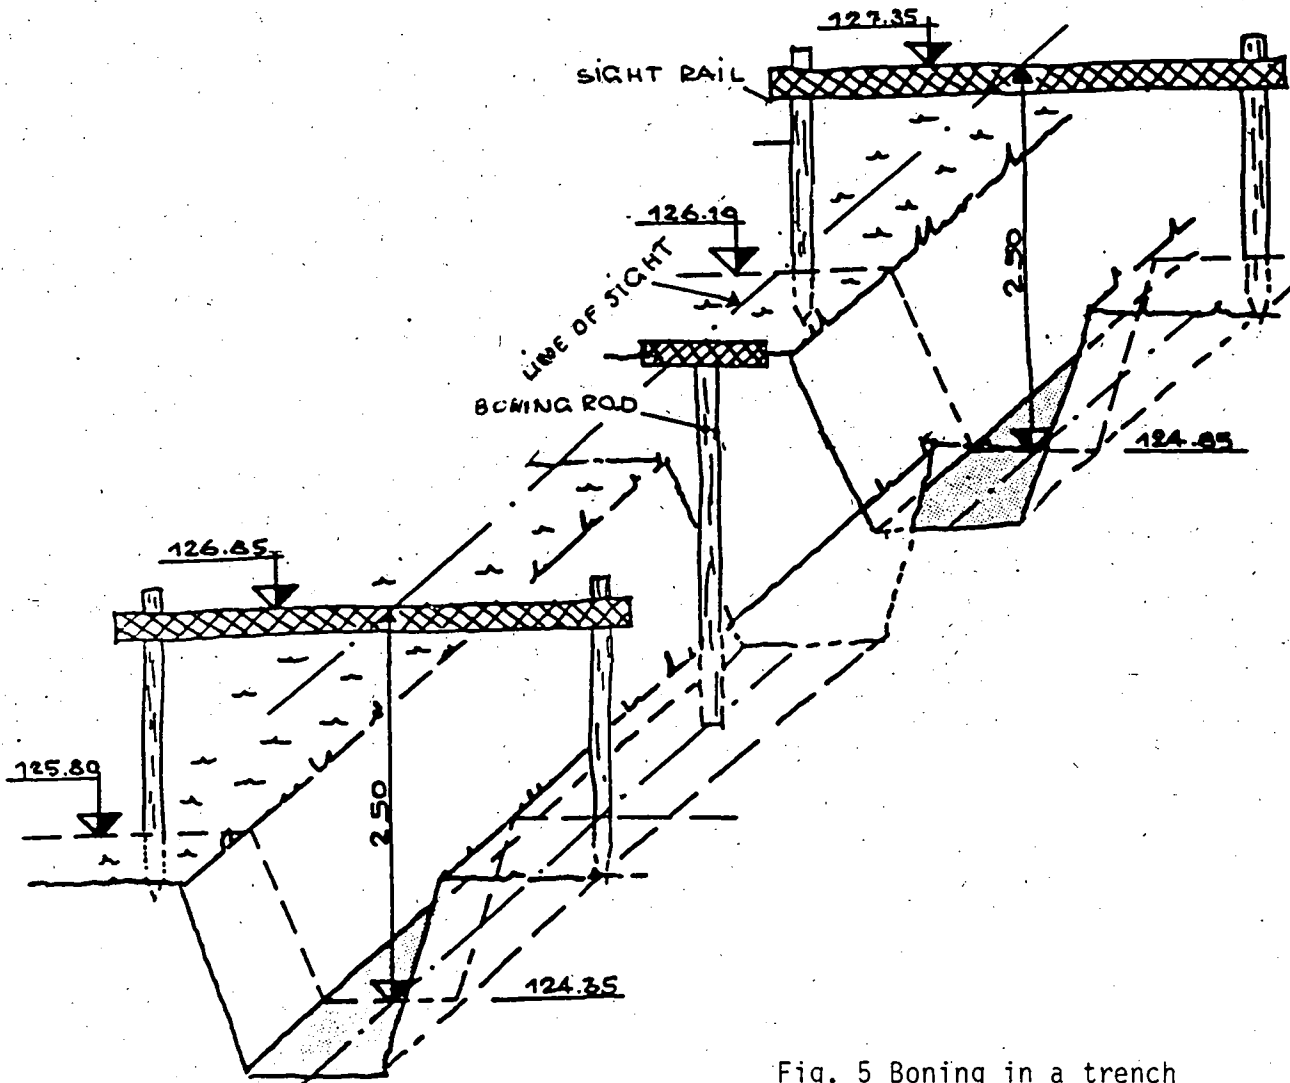 127.35
SIGHT RAIL
126.10
LINE OF SIGHT
2.50
BONING ROD
124.85
126.85
125.80
2.50
124.35
Fig. 5 Boning in a trench